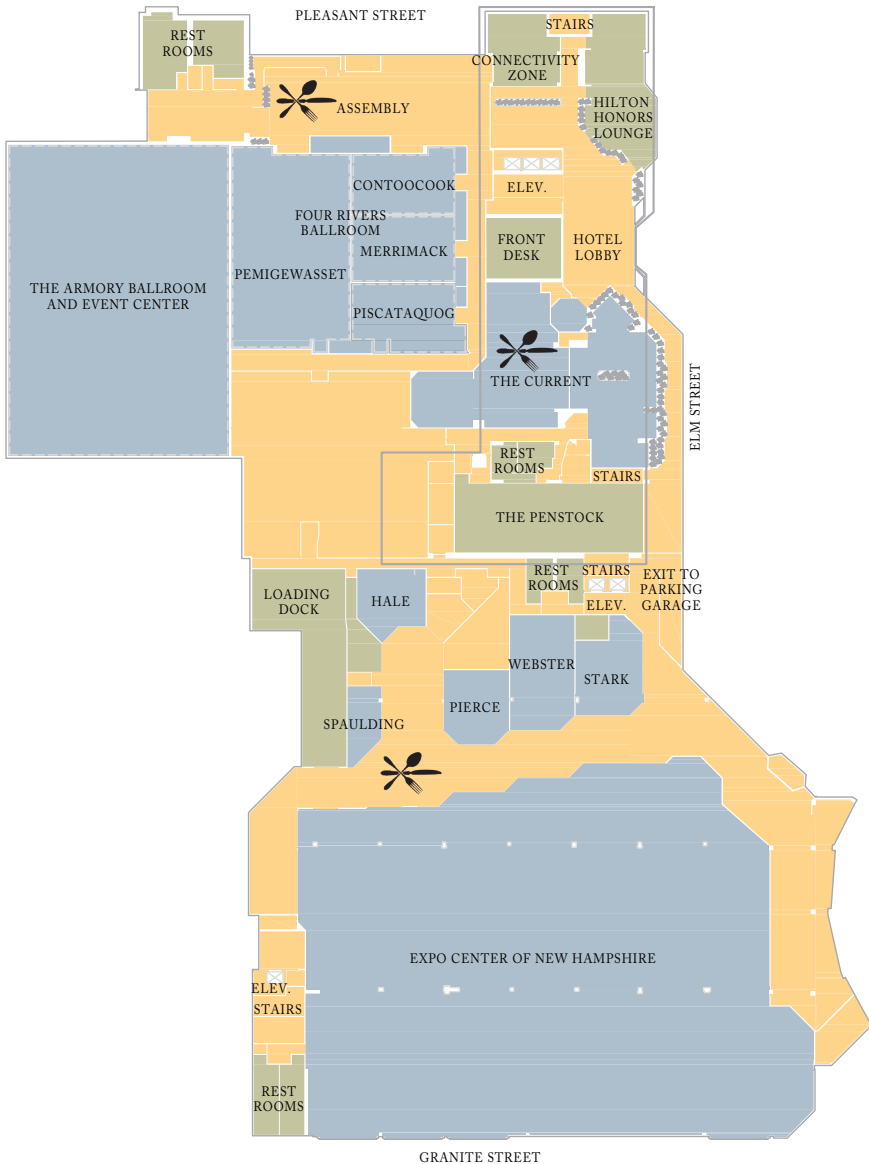 PLEASANT STREET
STAIRS
REST
ROOMS
CONNECTIVITY
ZONE
ASSEMBLY
HILTON
HONORS
LOUNGE
CONTOOCOOK
ELEV.
FOUR RIVERS
BALLROOM
FRONT
DESK
HOTEL
LOBBY
MERRIMACK
PEMIGEWASSET
THE ARMORY BALLROOM
AND EVENT CENTER
PISCATAQUOG
THE CURRENT
ELM STREET
REST
ROOMS
STAIRS
THE PENSTOCK
REST
ROOMS
STAIRS
EXIT TO
PARKING
GARAGE
LOADING
DOCK
HALE
ELEV.
WEBSTER
STARK
PIERCE
SPAULDING
EXPO CENTER OF NEW HAMPSHIRE
ELEV.
STAIRS
REST
ROOMS
GRANITE STREET